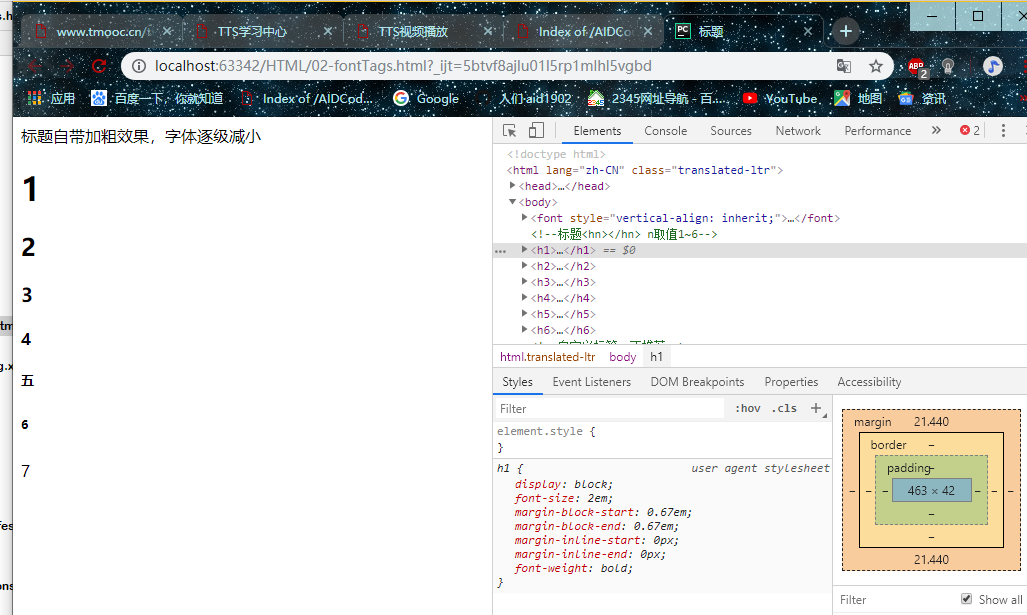 www.tmooc.cn/t
TTS学习中心
TTS视频播放
Index of /AIDCo
PC
标题
localhost:63342/HTML/02-fontTags.html?_ijt=5btvf8ajlu01l5rp1mlhl5vgbd
ABP
2
应用
百度一下,你就知道
Index of /AIDCod...
Google
人们-aid1902
2345网址导航 - 百...
YouTube
地图
资讯
标题自带加粗效果，字体逐级减小
1
2
3
4
五
6
7
Elements
Console
Sources
Network
Performance
»
2
<!doctype html>
<html lang="zh-CN" class="translated-ltr">
<head>…</head>
<body>
<font style="vertical-align: inherit;">…</font>
<!--标题<hn></hn> n取值1~6-->
<h1>…</h1> == $0
<h2>…</h2>
<h3>…</h3>
<h4>…</h4>
<h5>…</h5>
<h6>…</h6>
html.translated-ltr
body
h1
Styles
Event Listeners
DOM Breakpoints
Properties
Accessibility
Filter
:hov
.cls
+
element.style {
}
h1 {
user agent stylesheet
display: block;
font-size: 2em;
margin-block-start: 0.67em;
margin-block-end: 0.67em;
margin-inline-start: 0px;
margin-inline-end: 0px;
font-weight: bold;
}
margin
21.440
border
–
padding
–
–
–
–
463 × 42
–
–
–
–
–
21.440
Filter
Show all